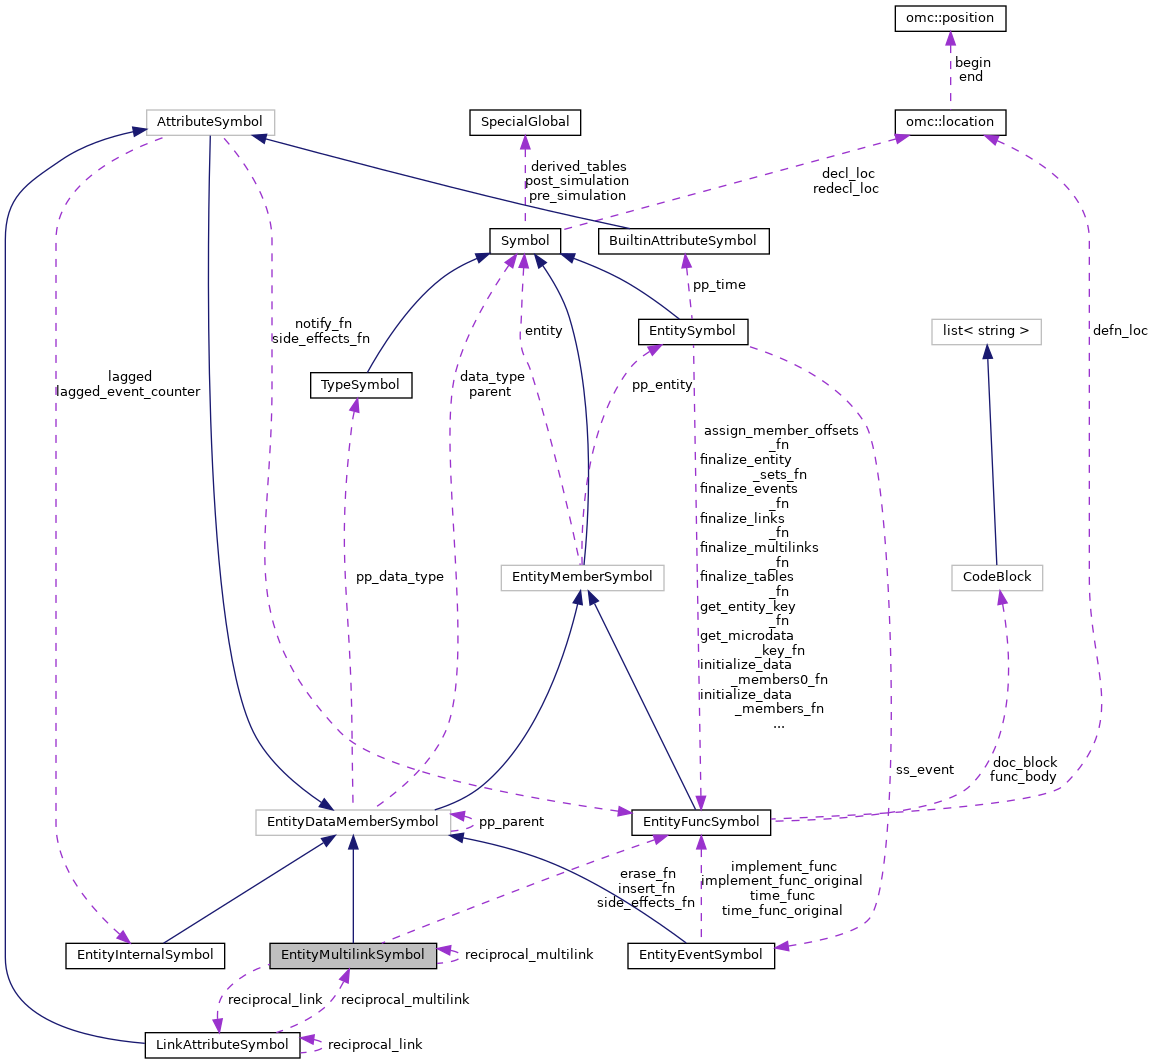 omc::position
begin
end
AttributeSymbol
SpecialGlobal
omc::location
derived_tables
post_simulation
pre_simulation
decl_loc
redecl_loc
Symbol
BuiltinAttributeSymbol
pp_time
notify_fn
side_effects_fn
entity
EntitySymbol
list< string >
defn_loc
lagged
lagged_event_counter
TypeSymbol
data_type
parent
pp_entity
assign_member_offsets
_fn
finalize_entity
_sets_fn
finalize_events
_fn
finalize_links
_fn
finalize_multilinks
_fn
finalize_tables
_fn
get_entity_key
_fn
get_microdata
_key_fn
initialize_data
_members0_fn
initialize_data
_members_fn
...
pp_data_type
EntityMemberSymbol
CodeBlock
ss_event
doc_block
func_body
EntityDataMemberSymbol
pp_parent
EntityFuncSymbol
erase_fn
insert_fn
side_effects_fn
implement_func
implement_func_original
time_func
time_func_original
EntityInternalSymbol
EntityMultilinkSymbol
reciprocal_multilink
EntityEventSymbol
reciprocal_link
reciprocal_multilink
LinkAttributeSymbol
reciprocal_link